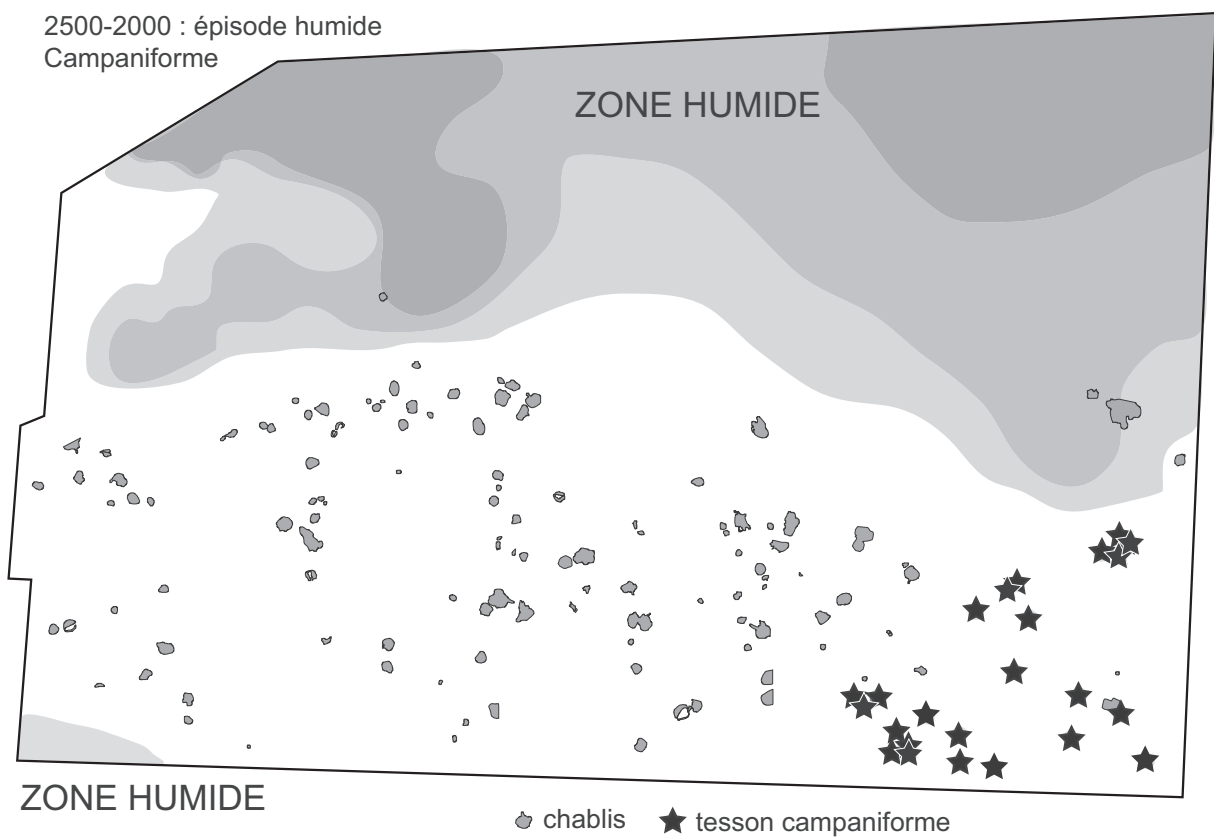 2500-2000 : épisode humide
Campaniforme
ZONE HUMIDE
ZONE HUMIDE
chablis
tesson campaniforme